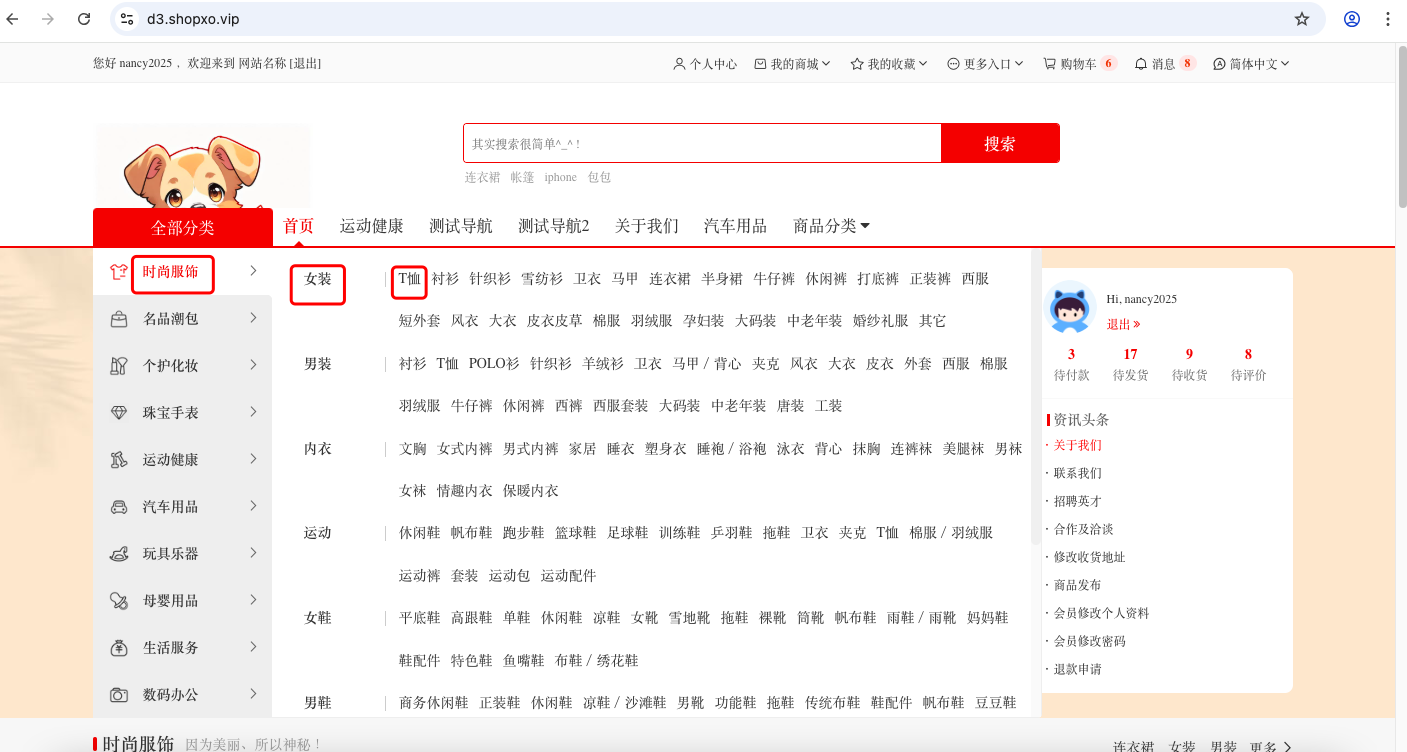 d3.shopxo.vip
您好 nancy2025 ，欢迎来到 网站名称 [退出] 个人中心 我的商城 我的收藏 更多入口 购物车 6 消息 8 简体中文
其实搜索很简单^_^ ! 搜索
连衣裙 帐篷 iphone 包包
全部分类 首页 运动健康 测试导航 测试导航2 关于我们 汽车用品 商品分类
时尚服饰
名品潮包
个护化妆
珠宝手表
运动健康
汽车用品
玩具乐器
母婴用品
生活服务
数码办公
女装 T恤 衬衫 针织衫 雪纺衫 卫衣 马甲 连衣裙 半身裙 牛仔裤 休闲裤 打底裤 正装裤 西服
短外套 风衣 大衣 皮衣皮草 棉服 羽绒服 孕妇装 大码装 中老年装 婚纱礼服 其它
男装 衬衫 T恤 POLO衫 针织衫 羊绒衫 卫衣 马甲 / 背心 夹克 风衣 大衣 皮衣 外套 西服 棉服
羽绒服 牛仔裤 休闲裤 西裤 西服套装 大码装 中老年装 唐装 工装
内衣 文胸 女式内裤 男式内裤 家居 睡衣 塑身衣 睡袍 / 浴袍 泳衣 背心 抹胸 连裤袜 美腿袜 男袜
女袜 情趣内衣 保暖内衣
运动 休闲鞋 帆布鞋 跑步鞋 篮球鞋 足球鞋 训练鞋 乒羽鞋 拖鞋 卫衣 夹克 T恤 棉服 / 羽绒服
运动裤 套装 运动包 运动配件
女鞋 平底鞋 高跟鞋 单鞋 休闲鞋 凉鞋 女靴 雪地靴 拖鞋 裸靴 筒靴 帆布鞋 雨鞋 / 雨靴 妈妈鞋
鞋配件 特色鞋 鱼嘴鞋 布鞋 / 绣花鞋
男鞋 商务休闲鞋 正装鞋 休闲鞋 凉鞋 / 沙滩鞋 男靴 功能鞋 拖鞋 传统布鞋 鞋配件 帆布鞋 豆豆鞋
Hi, nancy2025
退出
3 17 9 8
待付款 待发货 待收货 待评价
资讯头条
· 关于我们
· 联系我们
· 招聘英才
· 合作及洽谈
· 修改收货地址
· 商品发布
· 会员修改个人资料
· 会员修改密码
· 退款申请
时尚服饰 因为美丽、所以神秘！ 连衣裙 女装 男装 更多